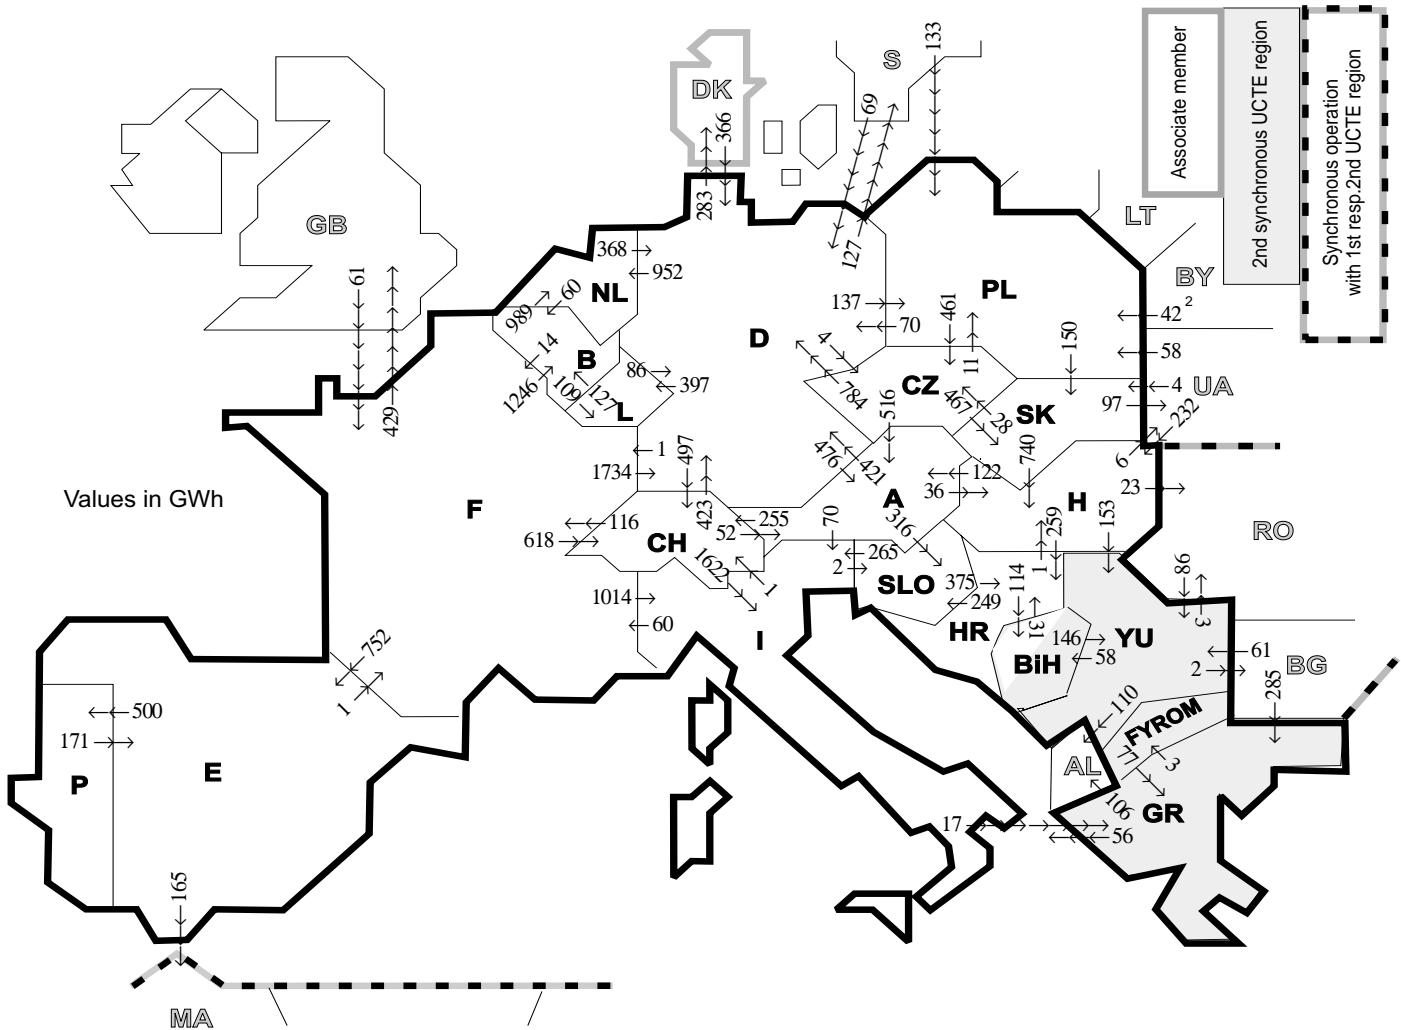 133
S
DK
69
366
Associate member
2nd synchronous UCTE region
Synchronous operation
with 1st resp.2nd UCTE region
283
127
LT
GB
61
368
952
BY
989
60
NL
PL
137
461
42 2
70
D
14
B
4
11
150
58
86
397
784
CZ
4
UA
1246
109
127
L
516
467
28
SK
97
232
429
1
497
476
421
740
6
1734
122
Values in GWh
F
36
A
H
23
116
423
255
70
316
259
153
RO
618
52
CH
265
1622
1
2
SLO
375
114
1
86
1014
249
3
60
I
HR
31
146
YU
BiH
58
61
BG
752
2
285
1
110
500
FYROM
171
AL
77
3
P
E
106
GR
17
56
165
MA